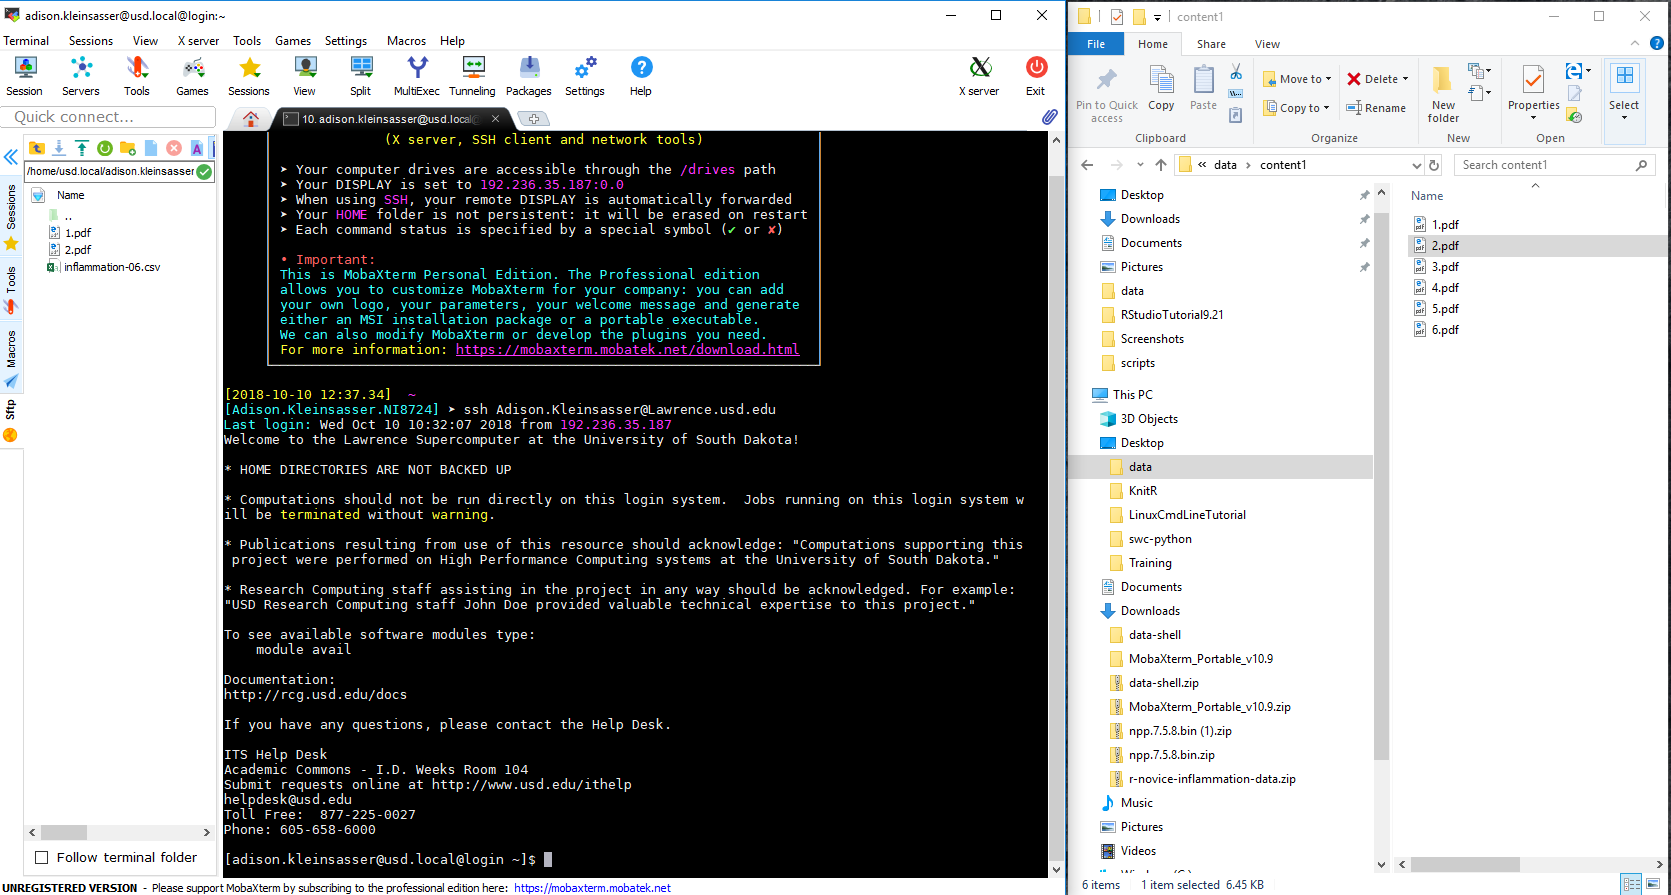 adison.kleinsasser@usd.local@login:~
Terminal Sessions View X server Tools Games Settings Macros Help
Session Servers Tools Games Sessions View Split MultiExec Tunneling Packages Settings Help X server Exit
Quick connect...
10. adison.kleinsasser@usd.local@
/home/usd.local/adison.kleinsasser
Name
..
1.pdf
2.pdf
inflammation-06.csv
Sessions
Tools
Macros
Sftp
Follow terminal folder
(X server, SSH client and network tools)
➤ Your computer drives are accessible through the /drives path
➤ Your DISPLAY is set to 192.236.35.187:0.0
➤ When using SSH, your remote DISPLAY is automatically forwarded
➤ Your HOME folder is not persistent: it will be erased on restart
➤ Each command status is specified by a special symbol (✔ or ✘)
• Important:
This is MobaXterm Personal Edition. The Professional edition
allows you to customize MobaXterm for your company: you can add
your own logo, your parameters, your welcome message and generate
either an MSI installation package or a portable executable.
We can also modify MobaXterm or develop the plugins you need.
For more information: https://mobaxterm.mobatek.net/download.html
[2018-10-10 12:37.34] ~
[Adison.Kleinsasser.NI8724] ➤ ssh Adison.Kleinsasser@Lawrence.usd.edu
Last login: Wed Oct 10 10:32:07 2018 from 192.236.35.187
Welcome to the Lawrence Supercomputer at the University of South Dakota!
* HOME DIRECTORIES ARE NOT BACKED UP
* Computations should not be run directly on this login system.  Jobs running on this login system w
ill be terminated without warning.
* Publications resulting from use of this resource should acknowledge: "Computations supporting this
project were performed on High Performance Computing systems at the University of South Dakota."
* Research Computing staff assisting in the project in any way should be acknowledged. For example:
"USD Research Computing staff John Doe provided valuable technical expertise to this project."
To see available software modules type:
module avail
Documentation:
http://rcg.usd.edu/docs
If you have any questions, please contact the Help Desk.
ITS Help Desk
Academic Commons - I.D. Weeks Room 104
Submit requests online at http://www.usd.edu/ithelp
helpdesk@usd.edu
Toll Free:  877-225-0027
Phone: 605-658-6000
[adison.kleinsasser@usd.local@login ~]$
UNREGISTERED VERSION - Please support MobaXterm by subscribing to the professional edition here: https://mobaxterm.mobatek.net
content1
File Home Share View
Pin to Quick access
Copy
Paste
Move to
Copy to
Delete
Rename
New folder
Properties
Select
Clipboard Organize New Open
« data › content1
Search content1
Desktop
Downloads
Documents
Pictures
data
RStudioTutorial9.21
Screenshots
scripts
This PC
3D Objects
Desktop
data
KnitR
LinuxCmdLineTutorial
swc-python
Training
Documents
Downloads
data-shell
MobaXterm_Portable_v10.9
data-shell.zip
MobaXterm_Portable_v10.9.zip
npp.7.5.8.bin (1).zip
npp.7.5.8.bin.zip
r-novice-inflammation-data.zip
Music
Pictures
Videos
Name
1.pdf
2.pdf
3.pdf
4.pdf
5.pdf
6.pdf
6 items 1 item selected 6.45 KB